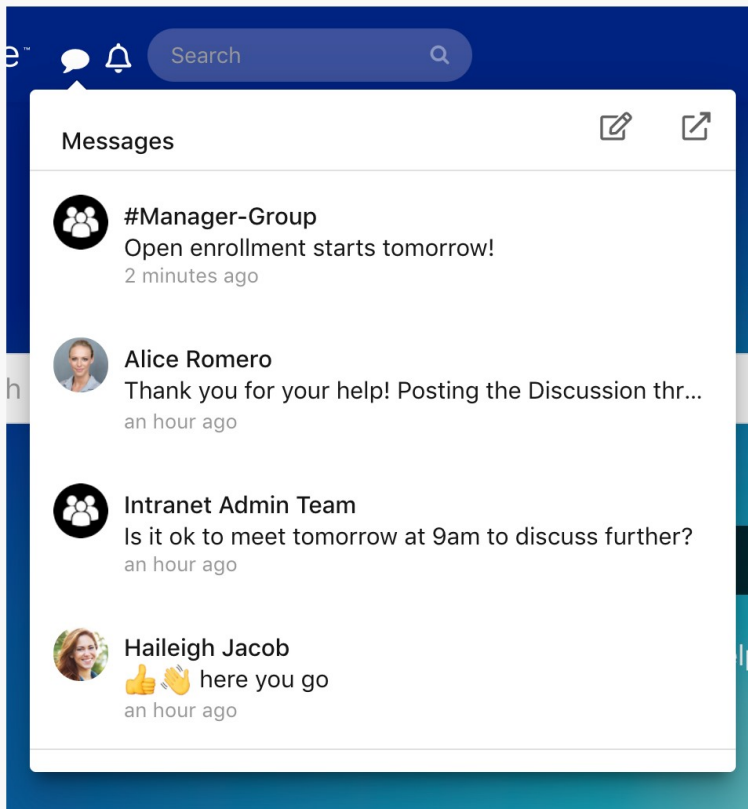 e™
Search
Messages
#Manager-Group
Open enrollment starts tomorrow!
2 minutes ago
Alice Romero
Thank you for your help! Posting the Discussion thr...
an hour ago
h
Intranet Admin Team
Is it ok to meet tomorrow at 9am to discuss further?
an hour ago
Haileigh Jacob
👍👋 here you go
an hour ago